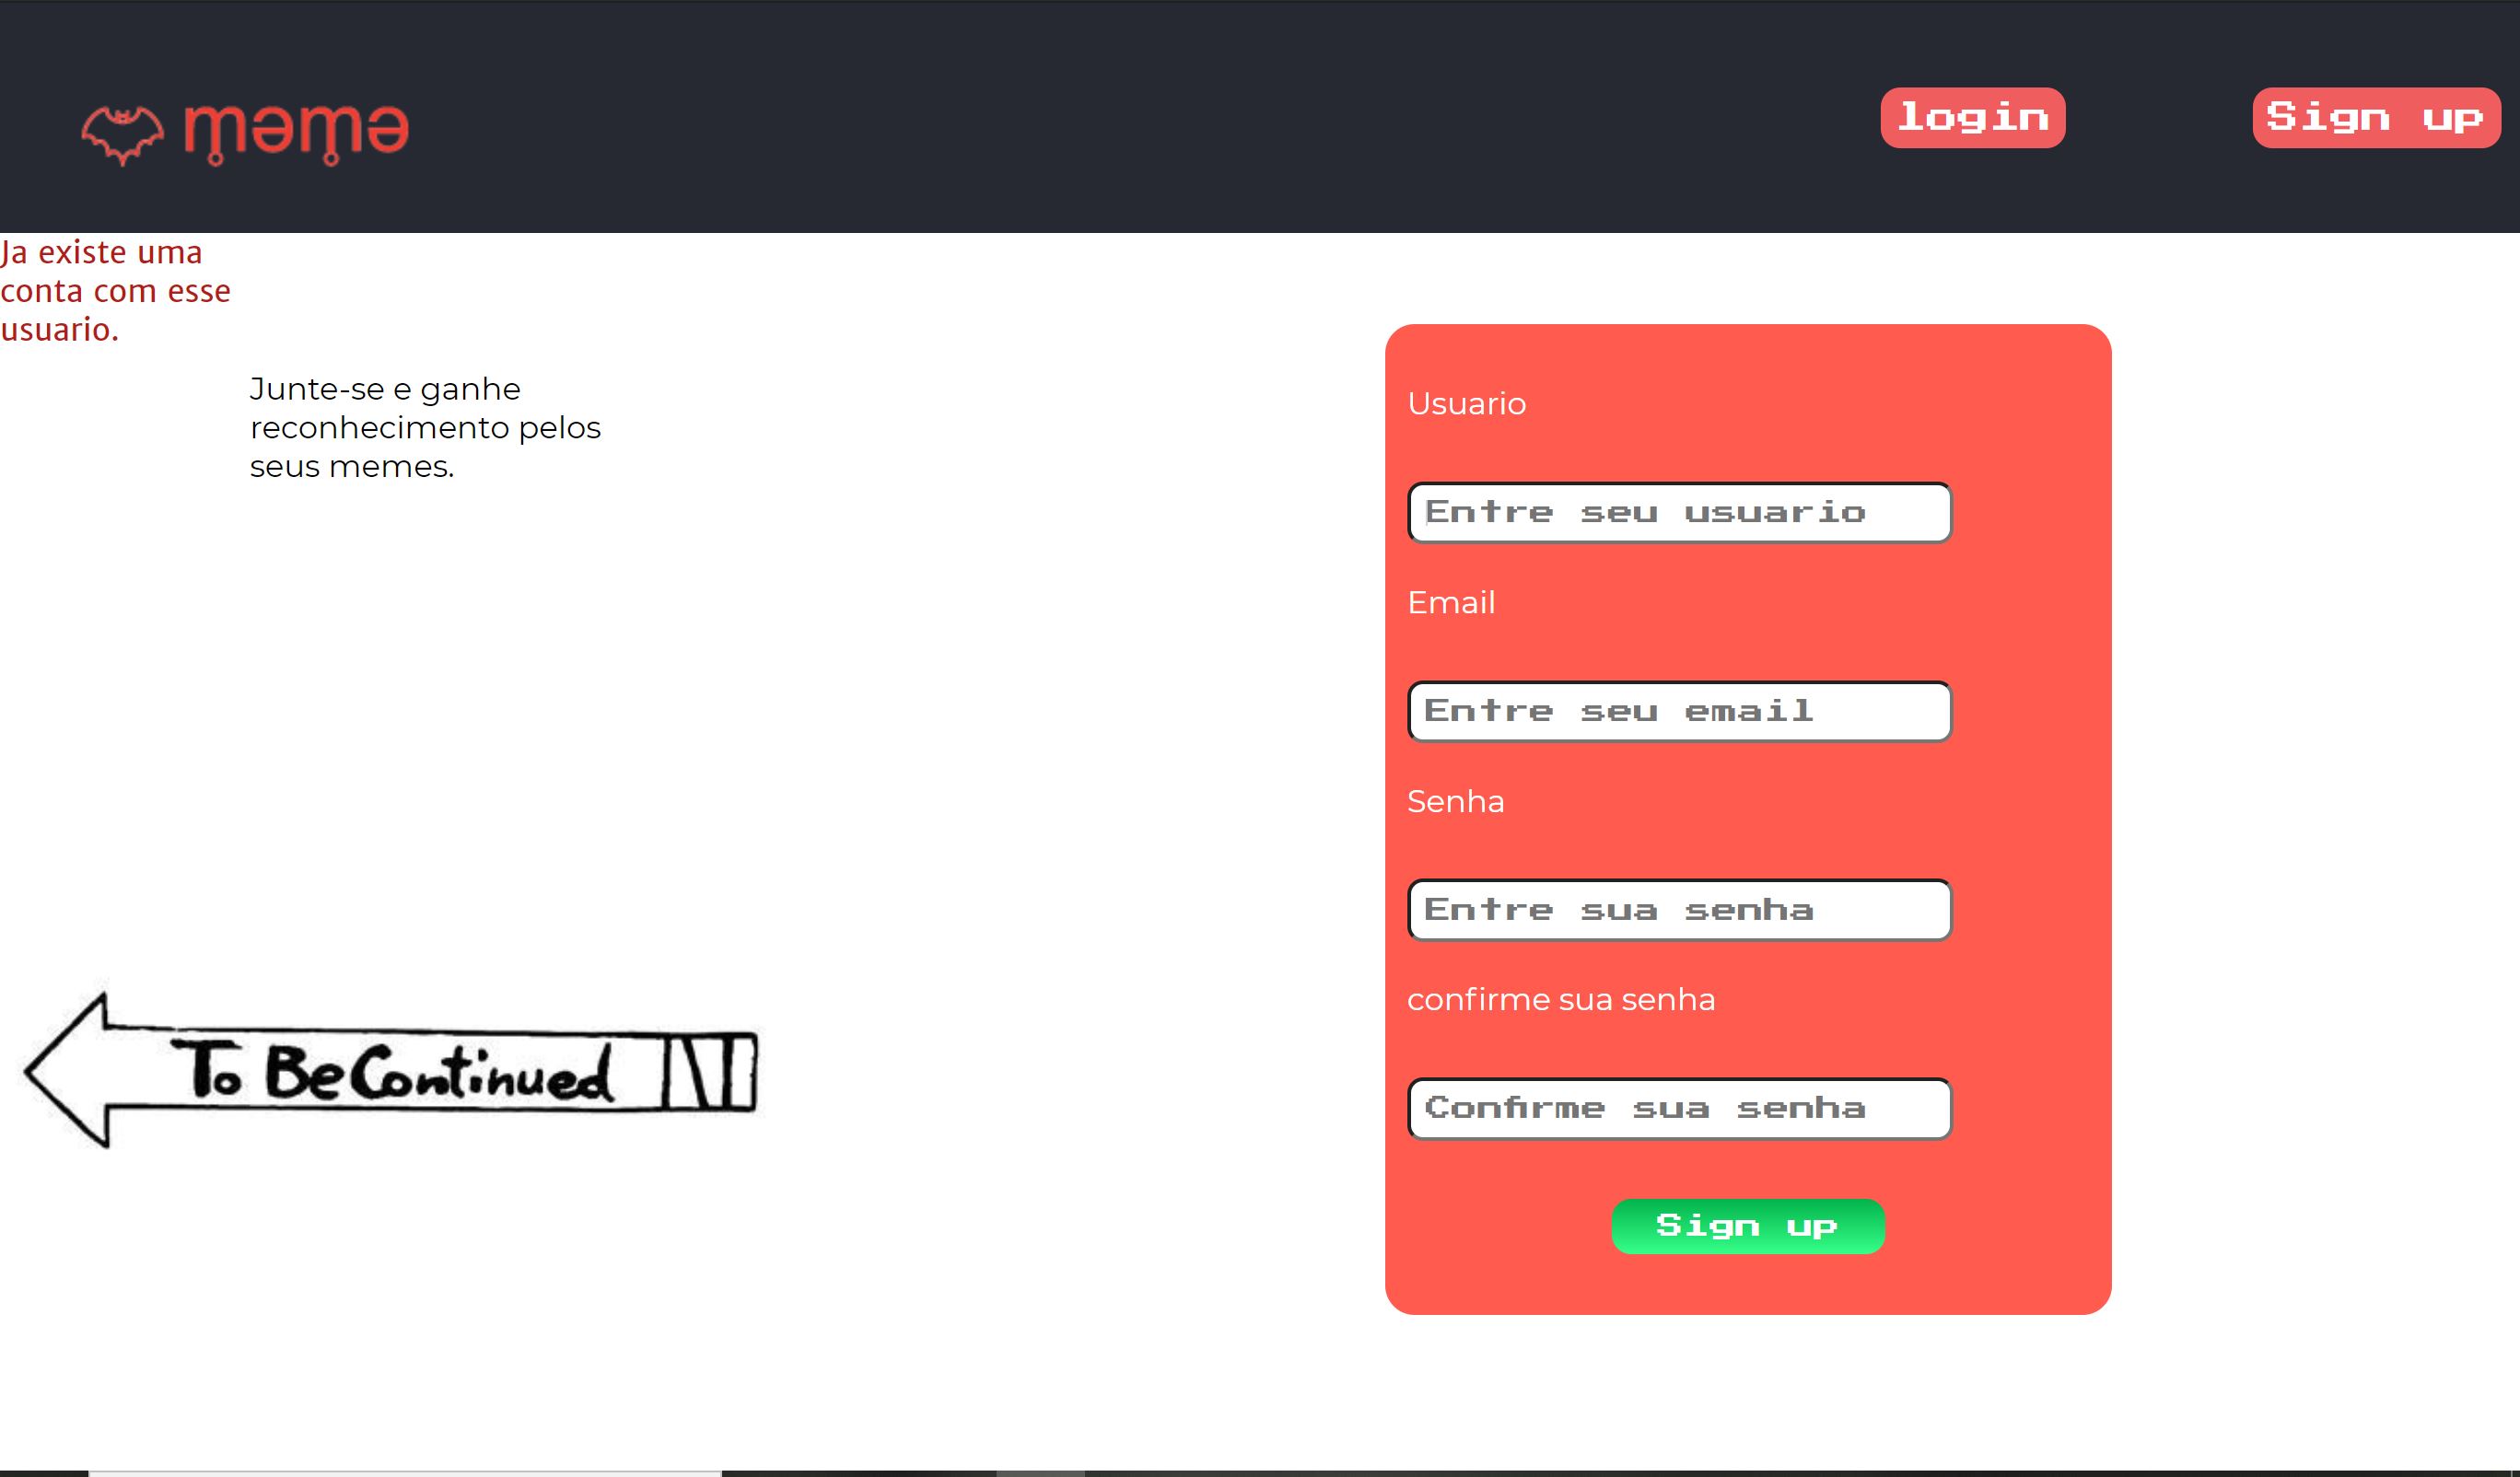 mǝmǝ
login
Sign up
Ja existe uma
conta com esse
usuario.
Junte-se e ganhe
reconhecimento pelos
seus memes.
Usuario
Entre seu usuario
Email
Entre seu email
Senha
Entre sua senha
confirme sua senha
Confirme sua senha
Sign up
To Be Continued